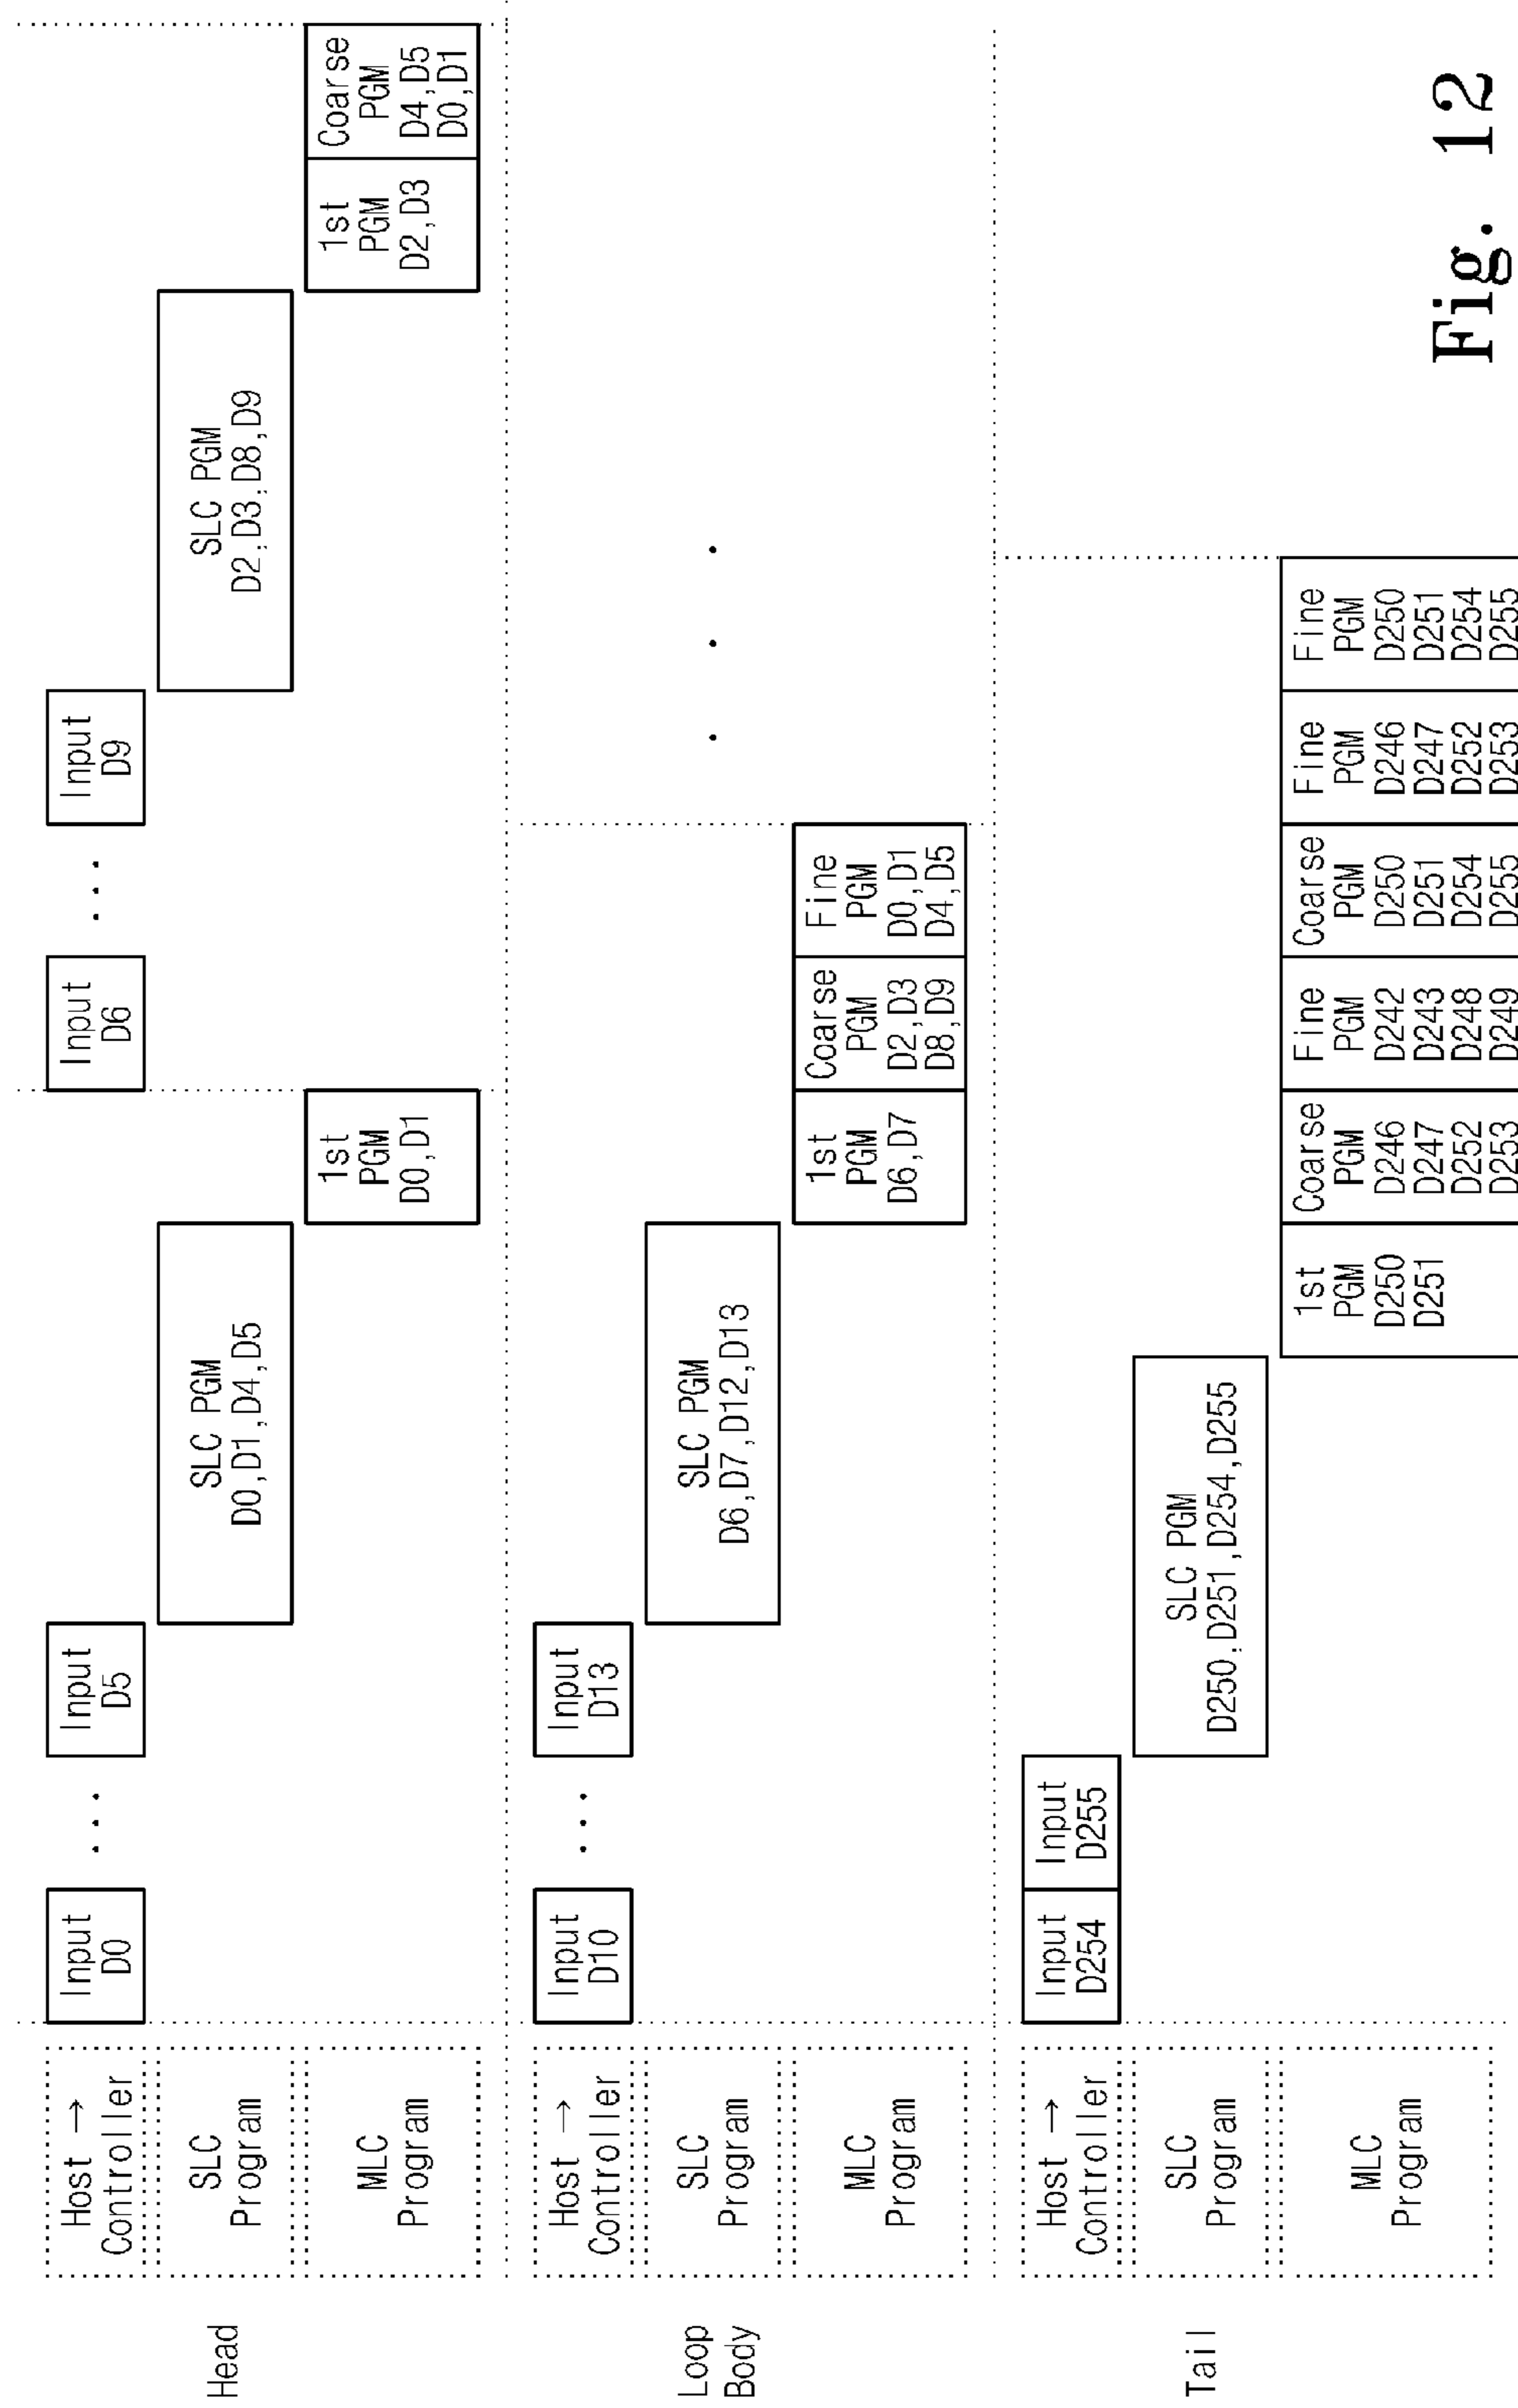 Head
Host →
Controller
Input
D0
. . .
Input
D5
Input
D6
. . .
Input
D9
SLC
Program
SLC PGM
D0,D1,D4,D5
SLC PGM
D2,D3,D8,D9
MLC
Program
1st
PGM
D0,D1
1st
PGM
D2,D3
Coarse
PGM
D4,D5
D0,D1
Loop
Body
Host →
Controller
Input
D10
. . .
Input
D13
SLC
Program
SLC PGM
D6,D7,D12,D13
MLC
Program
1st
PGM
D6,D7
Coarse
PGM
D2,D3
D8,D9
Fine
PGM
D0,D1
D4,D5
. . .
Tail
Host →
Controller
Input
D254
Input
D255
SLC
Program
SLC PGM
D250,D251,D254,D255
MLC
Program
1st
PGM
D250
D251
Coarse
PGM
D246
D247
D252
D253
Fine
PGM
D242
D243
D248
D249
Coarse
PGM
D250
D251
D254
D255
Fine
PGM
D246
D247
D252
D253
Fine
PGM
D250
D251
D254
D255
Fig. 12